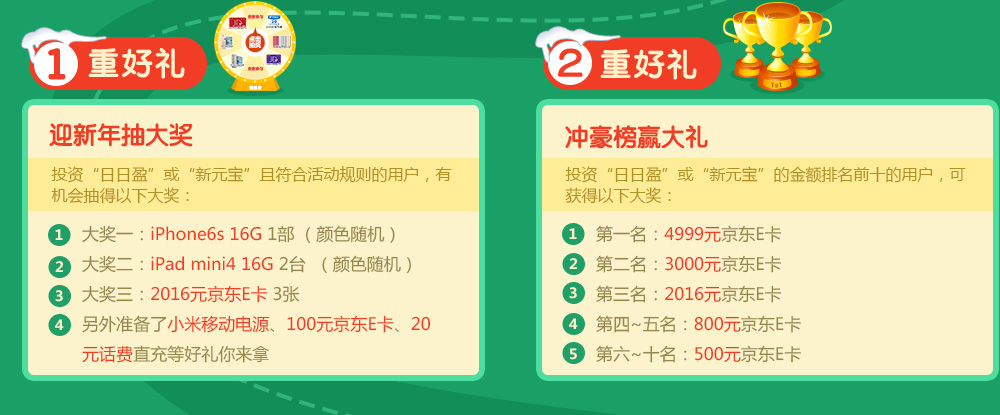 1 重好礼
点击抽奖
迎新年抽大奖
投资“日日盈”或“新元宝”且符合活动规则的用户，有
机会抽得以下大奖：
1 大奖一：iPhone6s 16G 1部（颜色随机）
2 大奖二：iPad mini4 16G 2台 （颜色随机）
3 大奖三：2016元京东E卡 3张
4 另外准备了小米移动电源、100元京东E卡、20
元话费直充等好礼你来拿
2 重好礼
1st
冲豪榜赢大礼
投资“日日盈”或“新元宝”的金额排名前十的用户，可
获得以下大奖：
1 第一名：4999元京东E卡
2 第二名：3000元京东E卡
3 第三名：2016元京东E卡
4 第四~五名：800元京东E卡
5 第六~十名：500元京东E卡